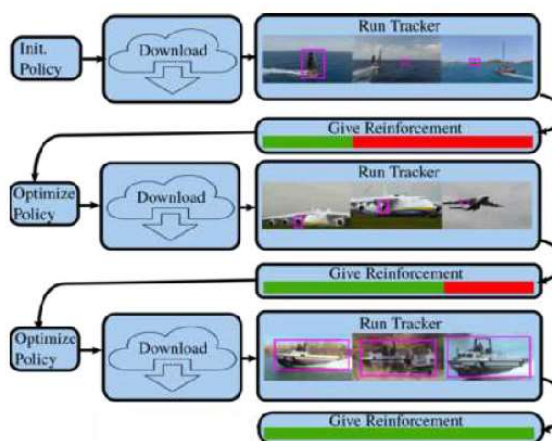 Init.
Policy
Download
Run Tracker
Give Reinforcement
Optimize
Policy
Download
Run Tracker
Give Reinforcement
Optimize
Policy
Download
Run Tracker
Give Reinforcement